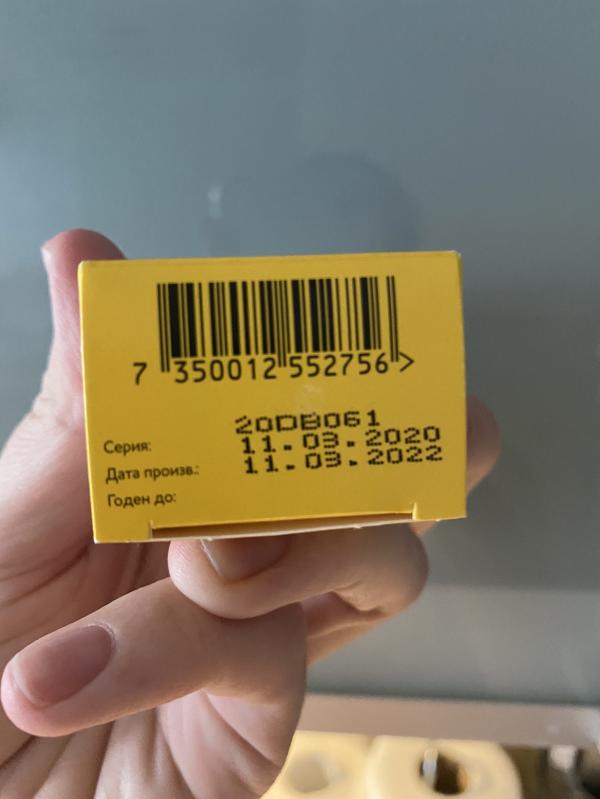 7 350012 552756 >
Серия: 20DB061
Дата произв.: 11.03.2020
Годен до: 11.03.2022